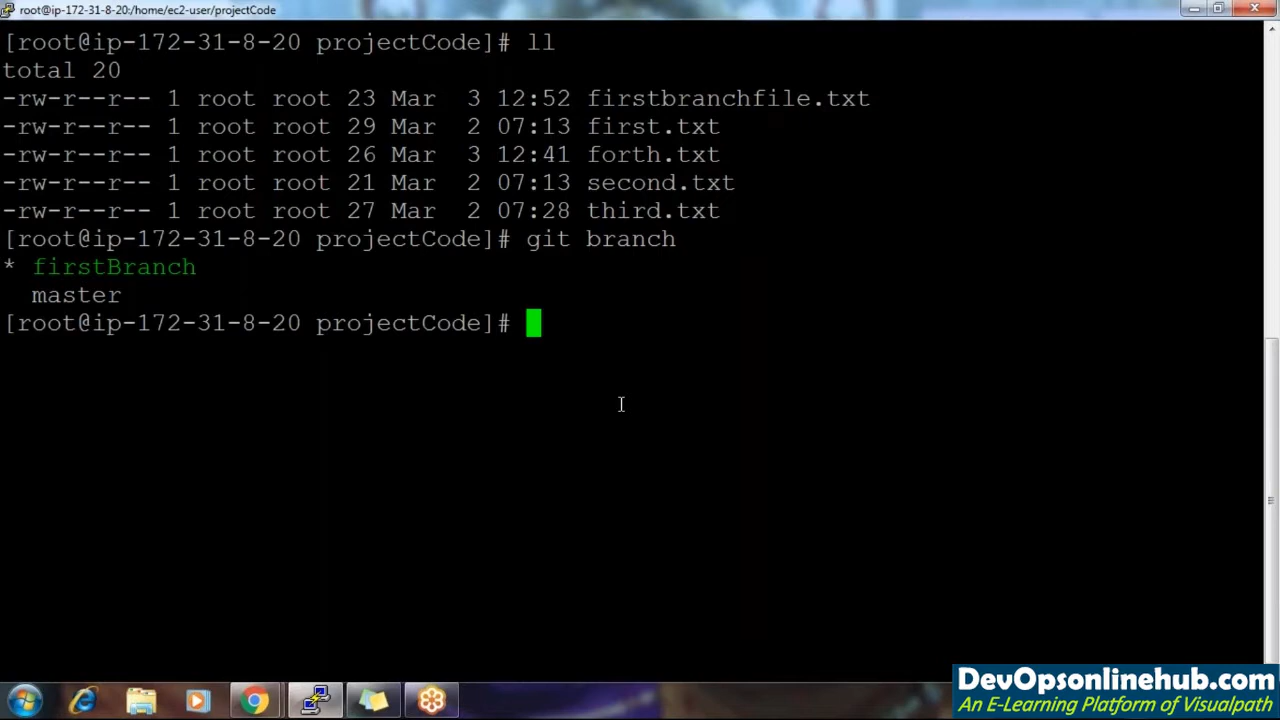 root@ip-172-31-8-20:/home/ec2-user/projectCode
[root@ip-172-31-8-20 projectCode]# ll
total 20
-rw-r--r-- 1 root root 23 Mar  3 12:52 firstbranchfile.txt
-rw-r--r-- 1 root root 29 Mar  2 07:13 first.txt
-rw-r--r-- 1 root root 26 Mar  3 12:41 forth.txt
-rw-r--r-- 1 root root 21 Mar  2 07:13 second.txt
-rw-r--r-- 1 root root 27 Mar  2 07:28 third.txt
[root@ip-172-31-8-20 projectCode]# git branch
* firstBranch
  master
[root@ip-172-31-8-20 projectCode]#
DevOpsonlinehub.com
An E-Learning Platform of Visualpath